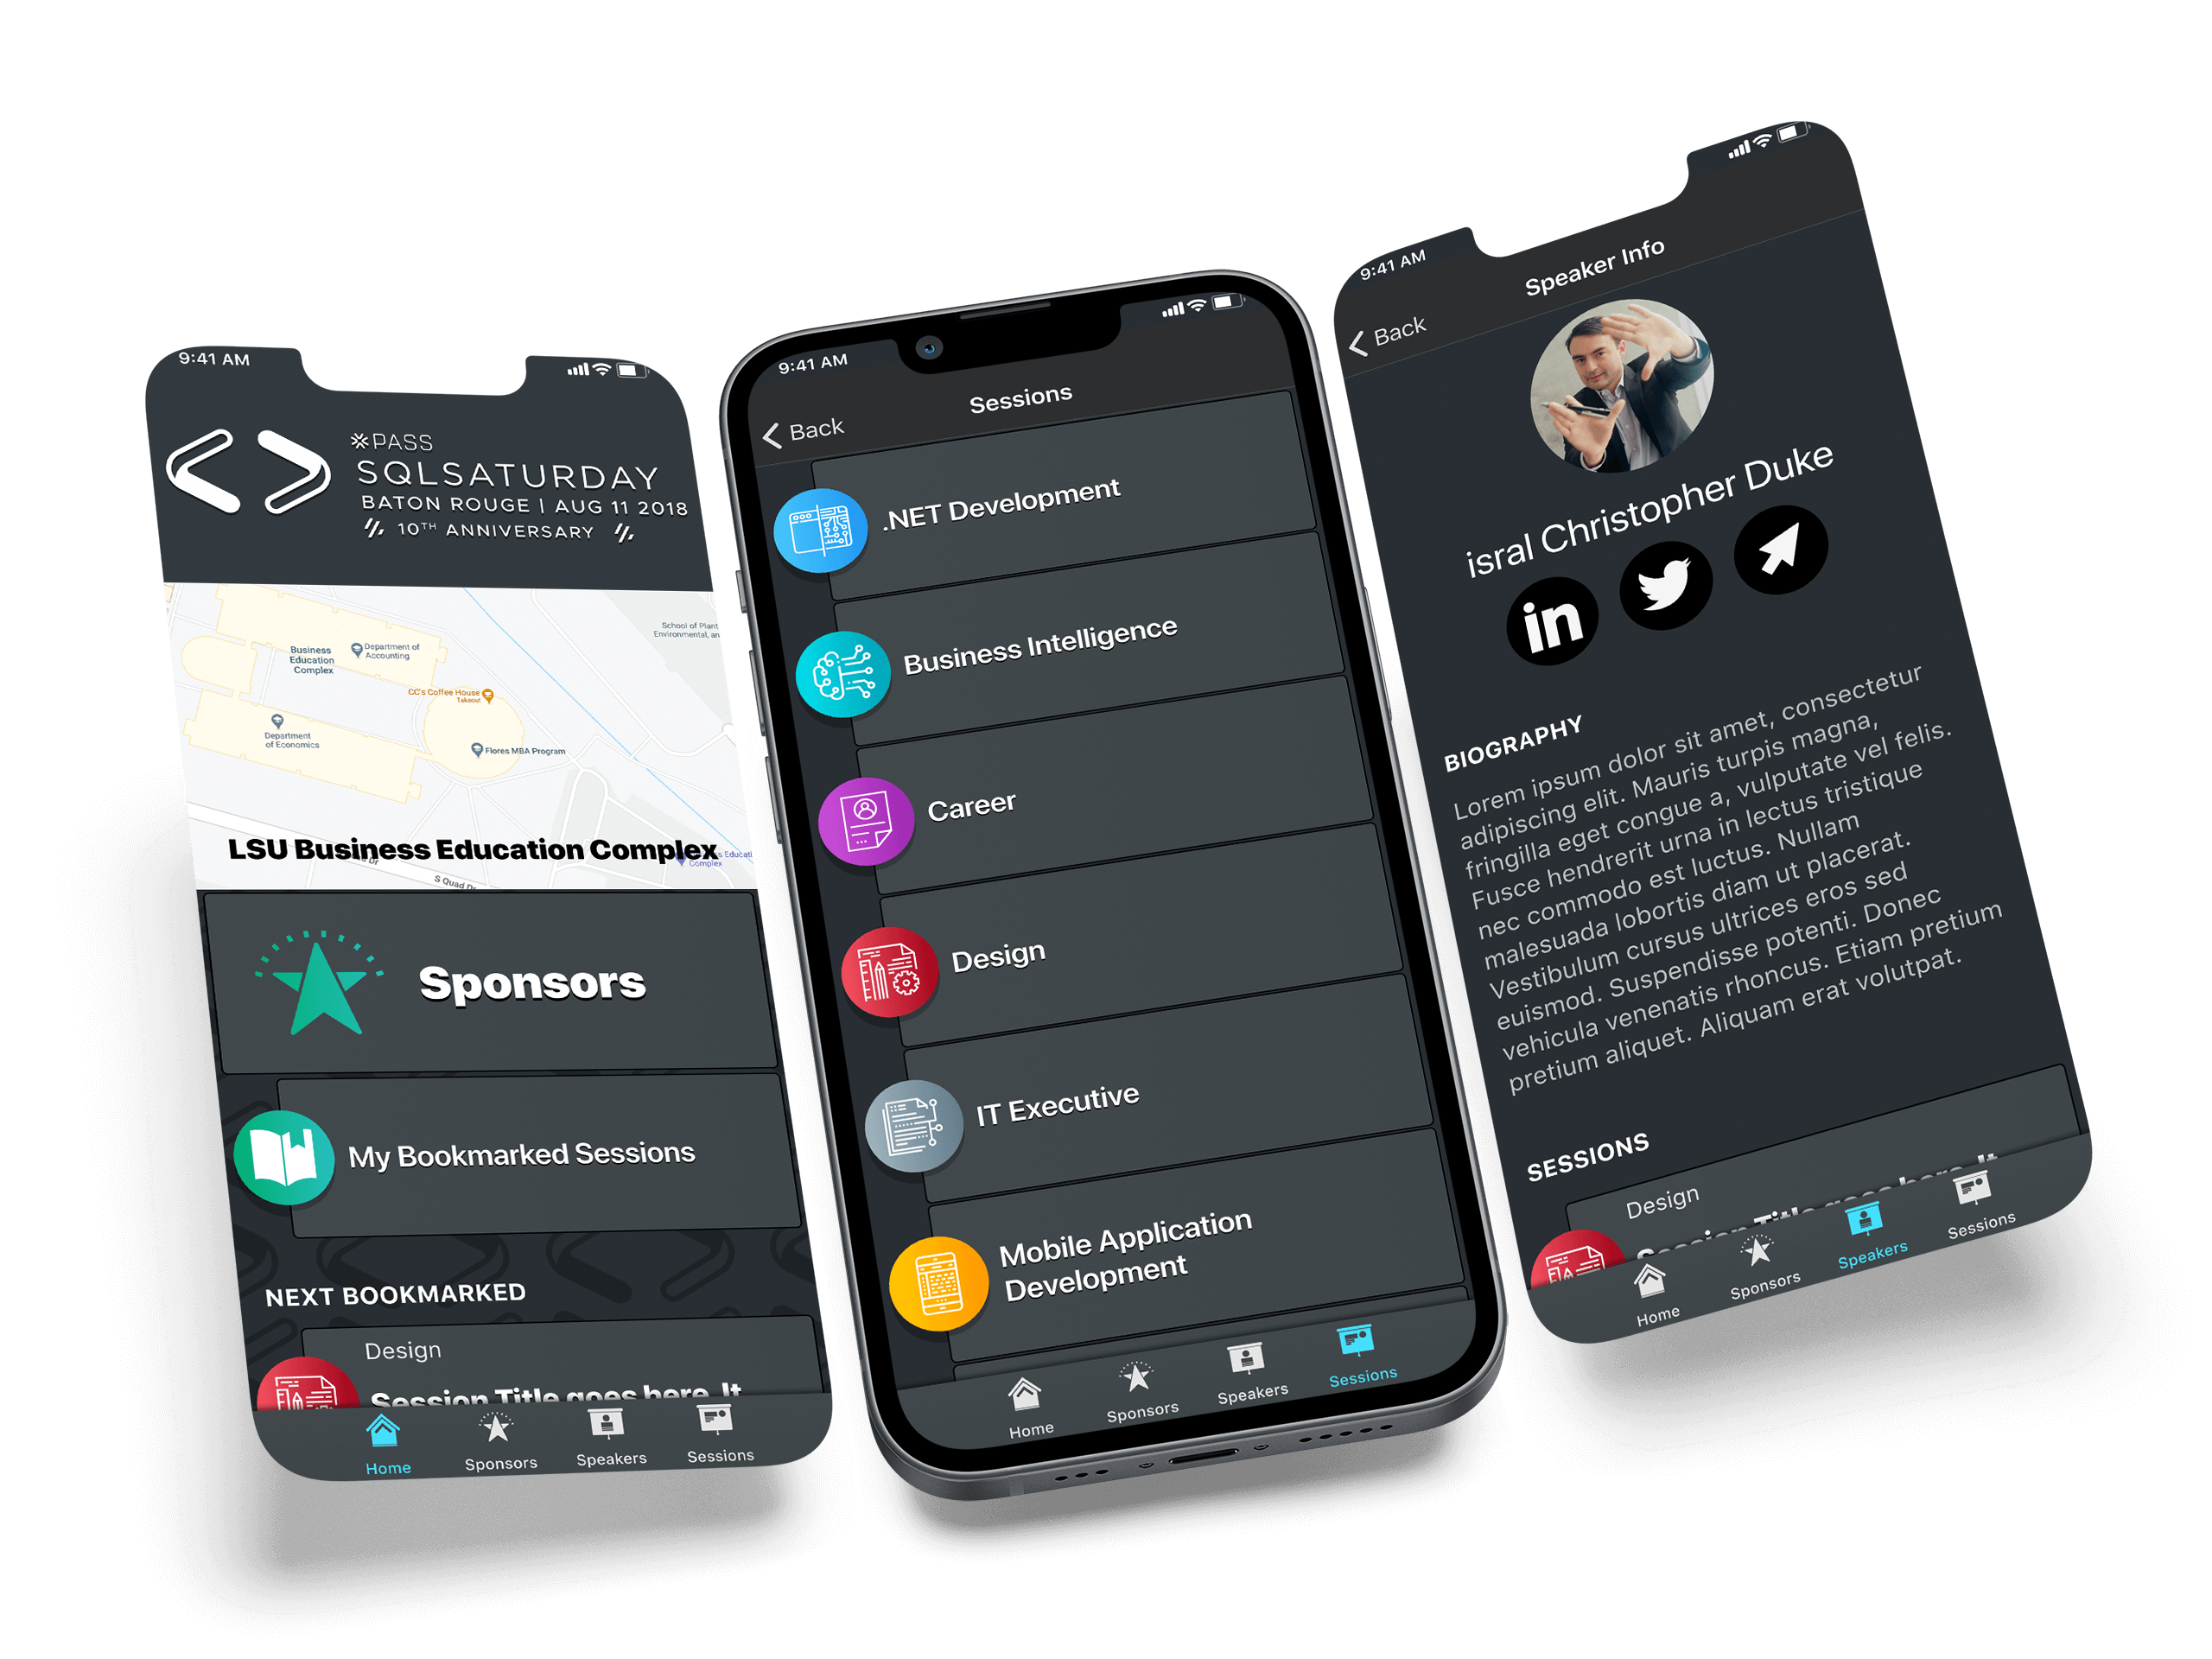 9:41 AM
PASS
SQLSATURDAY
BATON ROUGE | AUG 11 2018
10TH ANNIVERSARY
School of Plant
Environmental, an
Business
Education
Complex
Department of
Accounting
CC's Coffee House
Takeout
Department
of Economics
Flores MBA Program
LSU Business Education Complex
Educati
Complex
S Quad Dr
Sponsors
My Bookmarked Sessions
NEXT BOOKMARKED
Design
Session Title goes here. It
Home
Sponsors
Speakers
Sessions
9:41 AM
Sessions
Back
.NET Development
Business Intelligence
Career
Design
IT Executive
Mobile Application
Development
Home
Sponsors
Speakers
Sessions
9:41 AM
Speaker Info
Back
isral Christopher Duke
in
BIOGRAPHY
Lorem ipsum dolor sit amet, consectetur
adipiscing elit. Mauris turpis magna,
fringilla eget congue a, vulputate vel felis.
Fusce hendrerit urna in lectus tristique
nec commodo est luctus. Nullam
malesuada lobortis diam ut placerat.
Vestibulum cursus ultrices eros sed
euismod. Suspendisse potenti. Donec
vehicula venenatis rhoncus. Etiam pretium
pretium aliquet. Aliquam erat volutpat.
SESSIONS
Design
Session Title goes here. It
Home
Sponsors
Speakers
Sessions